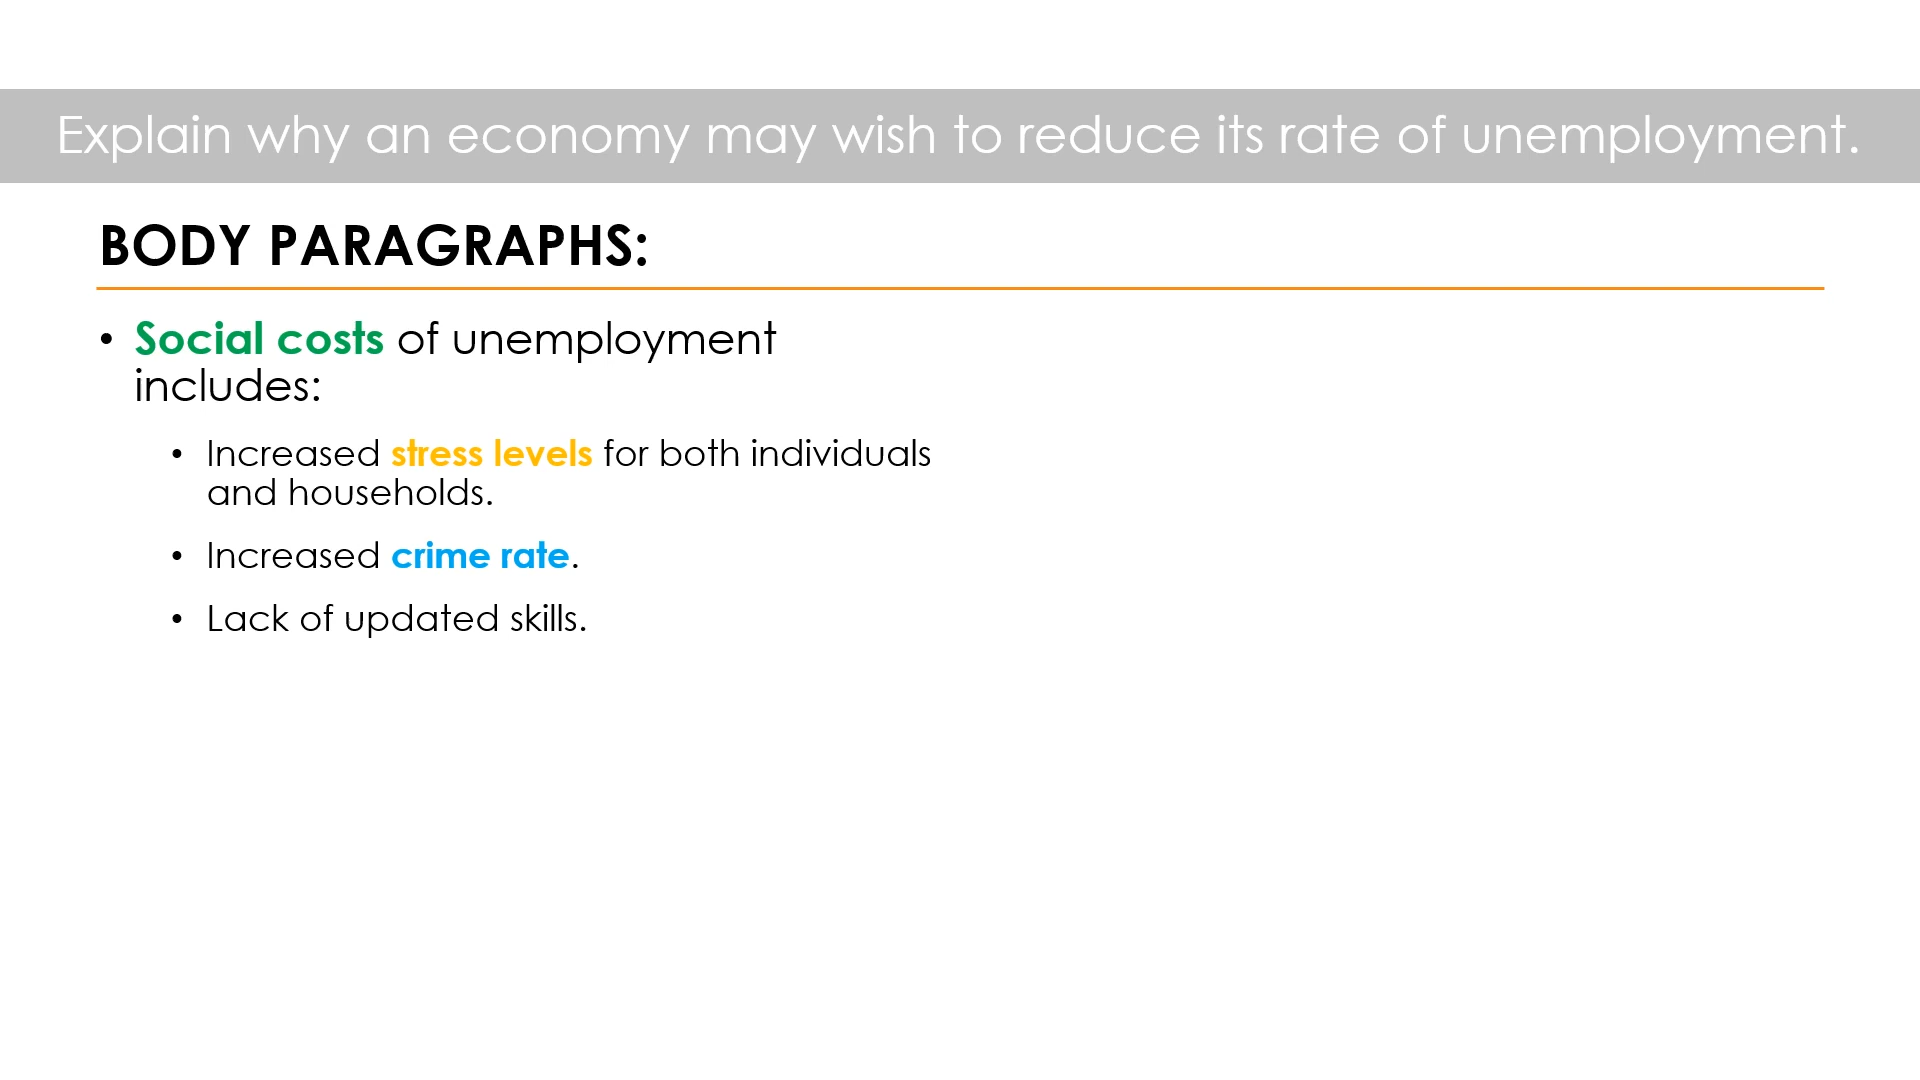 Explain why an economy may wish to reduce its rate of unemployment.
BODY PARAGRAPHS:
• Social costs of unemployment
includes:
• Increased stress levels for both individuals
and households.
• Increased crime rate.
• Lack of updated skills.